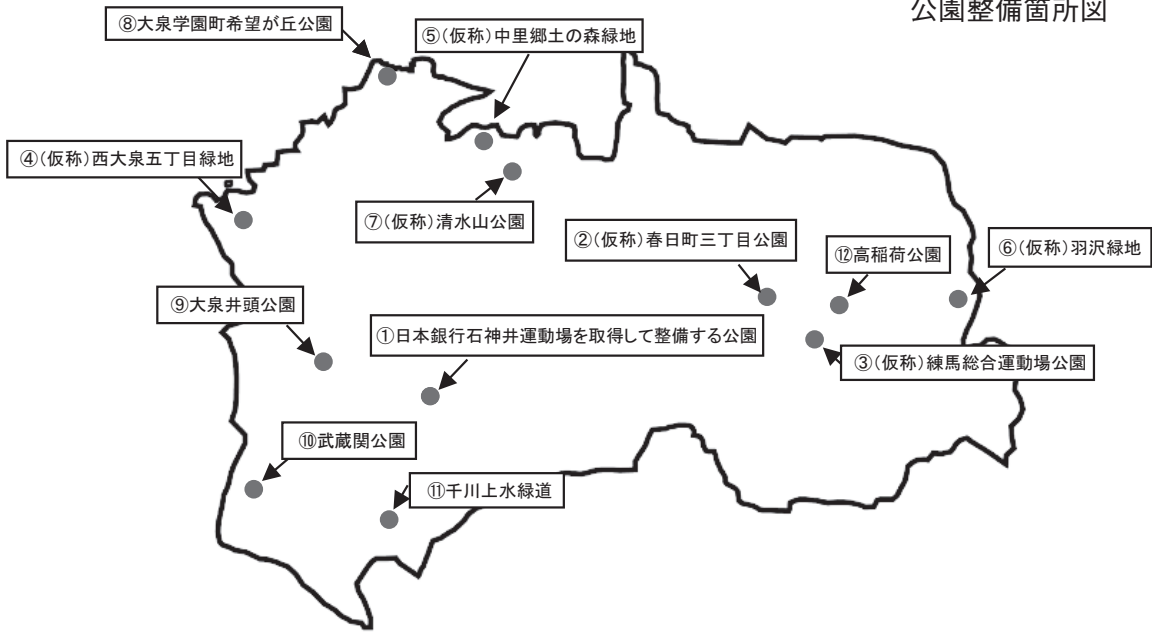 公園整備箇所図
⑧大泉学園町希望が丘公園
⑤(仮称)中里郷土の森緑地
④(仮称)西大泉五丁目緑地
⑦(仮称)清水山公園
②(仮称)春日町三丁目公園
⑫高稲荷公園
⑥(仮称)羽沢緑地
⑨大泉井頭公園
①日本銀行石神井運動場を取得して整備する公園
③(仮称)練馬総合運動場公園
⑩武蔵関公園
⑪千川上水緑道